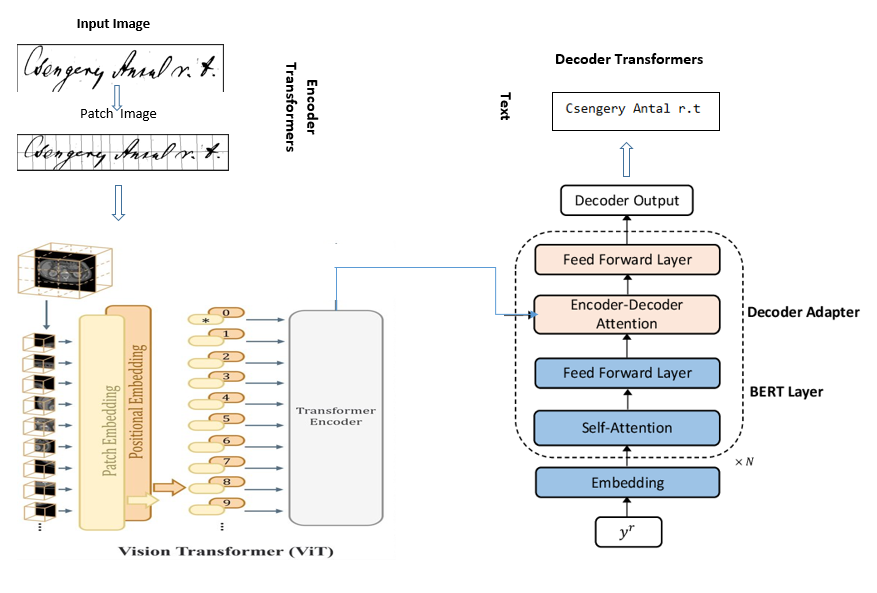 Input Image
Csengery Antal r. t.
Patch Image
Csengery Antal r. t.
Encoder
Transformers
Patch Embedding
Positional Embedding
*
0
1
2
3
4
5
6
7
8
9
Transformer
Encoder
Vision Transformer (ViT)
Decoder Transformers
Text
Csengery Antal r.t
Decoder Output
Feed Forward Layer
Encoder-Decoder
Attention
Decoder Adapter
Feed Forward Layer
BERT Layer
Self-Attention
× N
Embedding
yʳ